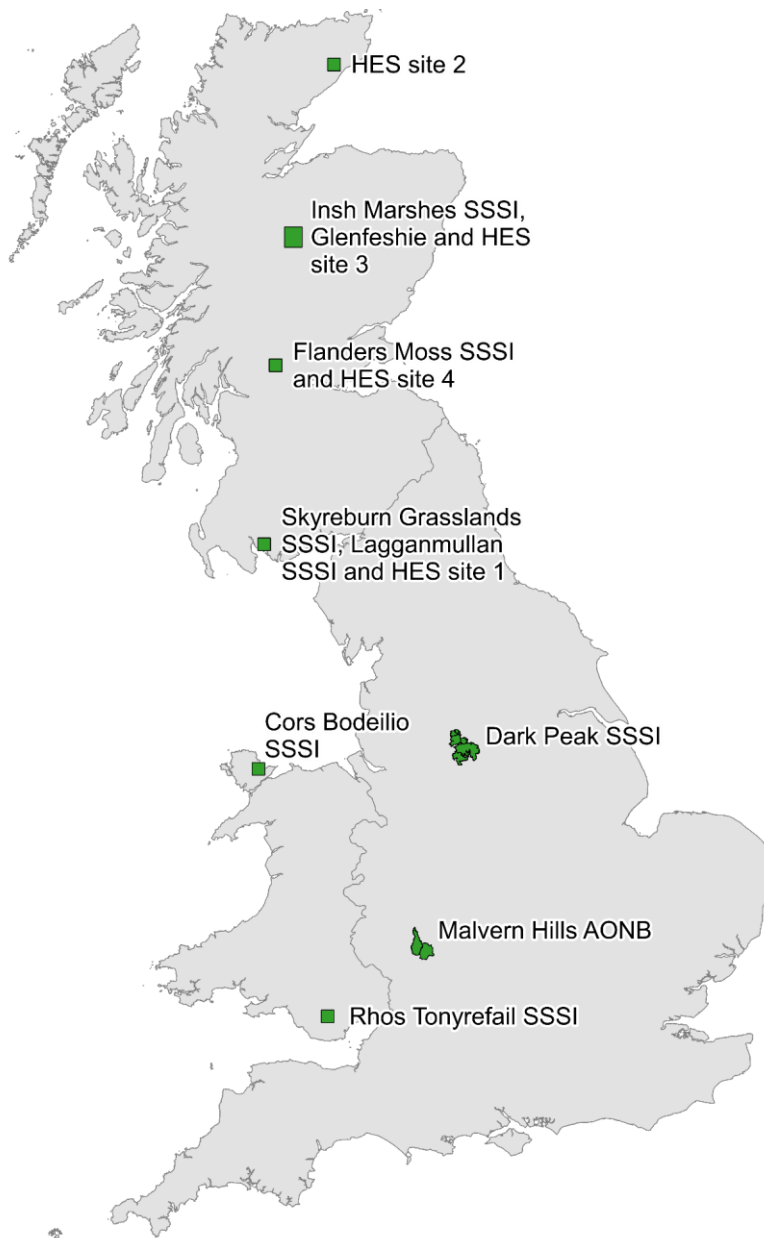 HES site 2
Insh Marshes SSSI,
Glenfeshie and HES
site 3
Flanders Moss SSSI
and HES site 4
Skyreburn Grasslands
SSSI, Lagganmullan
SSSI and HES site 1
Cors Bodeilio
SSSI
Dark Peak SSSI
Malvern Hills AONB
Rhos Tonyrefail SSSI